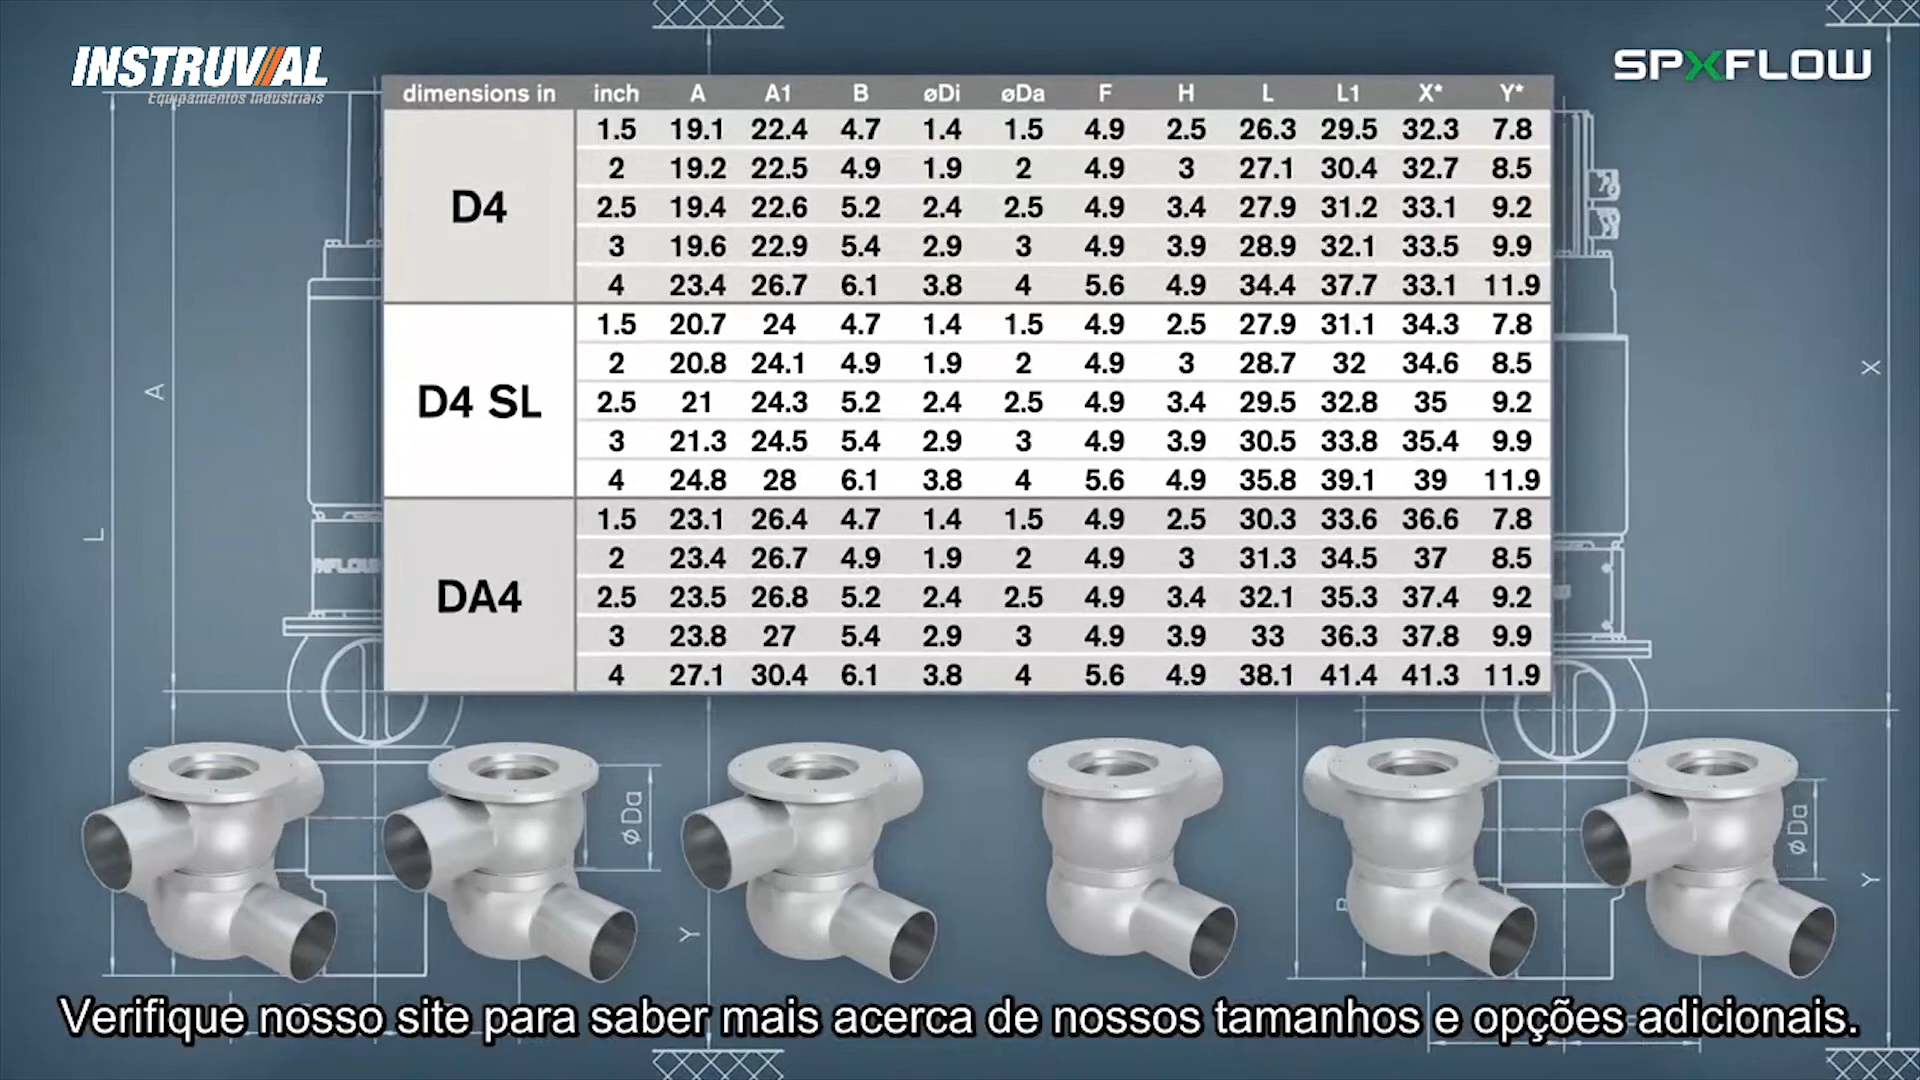 INSTRUVAL
Equipamentos Industriais
SPXFLOW
dimensions in inch A A1 B øDi øDa F H L L1 X* Y*
D4
1.5 19.1 22.4 4.7 1.4 1.5 4.9 2.5 26.3 29.5 32.3 7.8
2 19.2 22.5 4.9 1.9 2 4.9 3 27.1 30.4 32.7 8.5
2.5 19.4 22.6 5.2 2.4 2.5 4.9 3.4 27.9 31.2 33.1 9.2
3 19.6 22.9 5.4 2.9 3 4.9 3.9 28.9 32.1 33.5 9.9
4 23.4 26.7 6.1 3.8 4 5.6 4.9 34.4 37.7 33.1 11.9
D4 SL
1.5 20.7 24 4.7 1.4 1.5 4.9 2.5 27.9 31.1 34.3 7.8
2 20.8 24.1 4.9 1.9 2 4.9 3 28.7 32 34.6 8.5
2.5 21 24.3 5.2 2.4 2.5 4.9 3.4 29.5 32.8 35 9.2
3 21.3 24.5 5.4 2.9 3 4.9 3.9 30.5 33.8 35.4 9.9
4 24.8 28 6.1 3.8 4 5.6 4.9 35.8 39.1 39 11.9
DA4
1.5 23.1 26.4 4.7 1.4 1.5 4.9 2.5 30.3 33.6 36.6 7.8
2 23.4 26.7 4.9 1.9 2 4.9 3 31.3 34.5 37 8.5
2.5 23.5 26.8 5.2 2.4 2.5 4.9 3.4 32.1 35.3 37.4 9.2
3 23.8 27 5.4 2.9 3 4.9 3.9 33 36.3 37.8 9.9
4 27.1 30.4 6.1 3.8 4 5.6 4.9 38.1 41.4 41.3 11.9
A
X
L
øDa
øDa
Y
B
Y
Verifique nosso site para saber mais acerca de nossos tamanhos e opções adicionais.